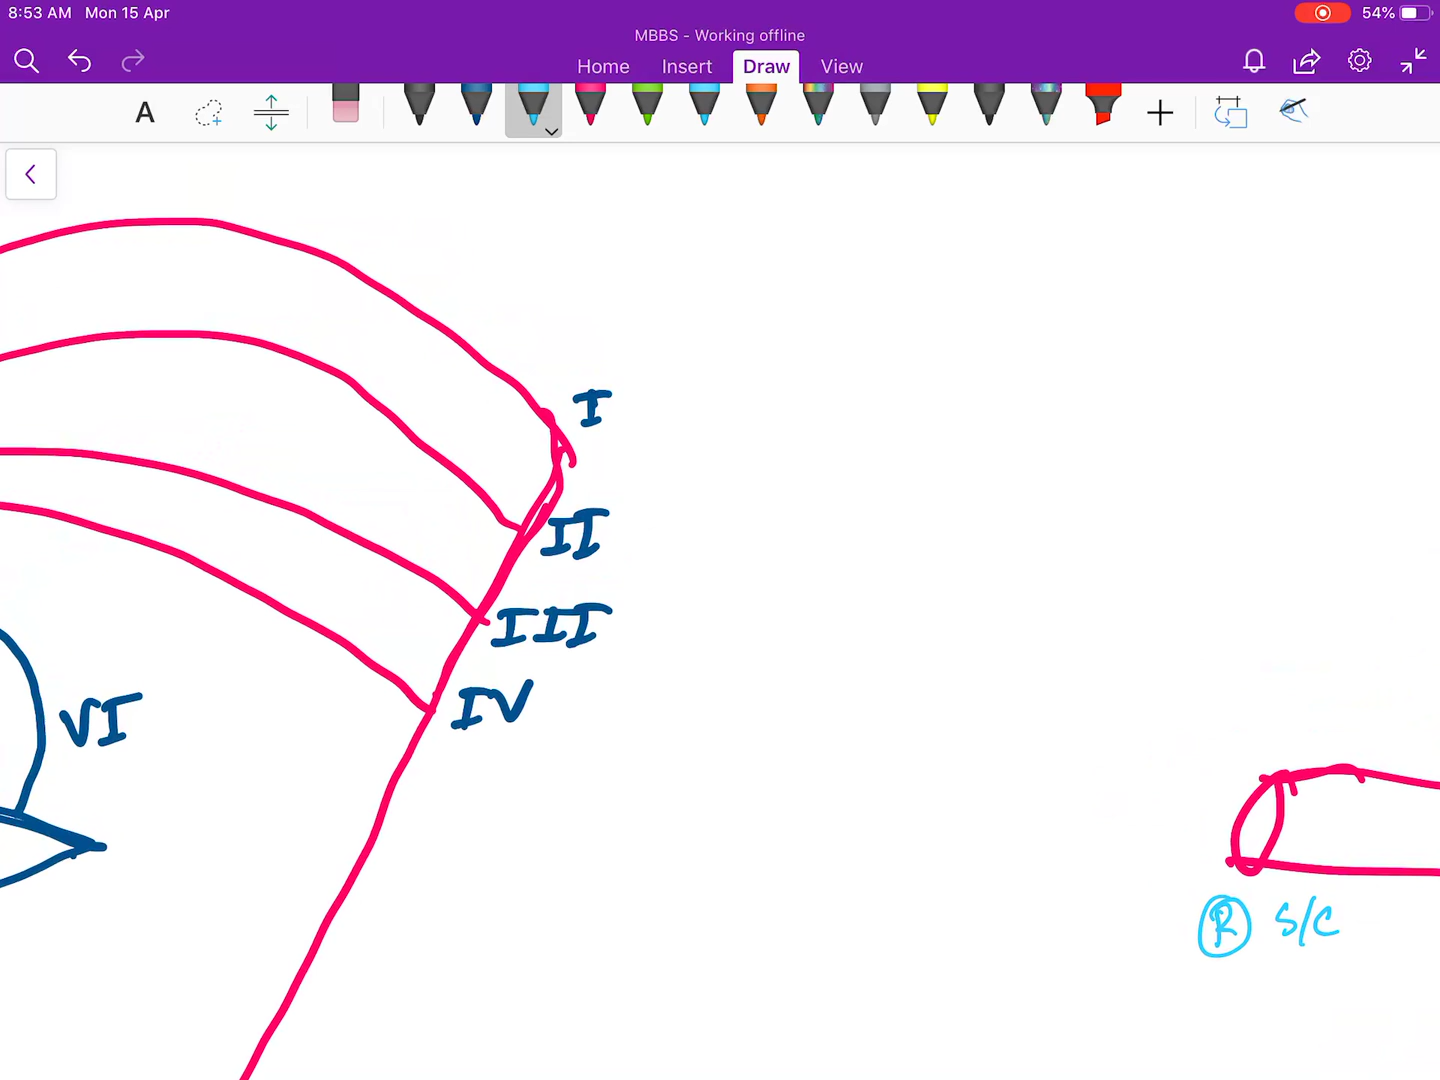 8:53 AM Mon 15 Apr
54%
MBBS - Working offline
Home Insert Draw View
A
I
II
III
IV
VI
R S/C